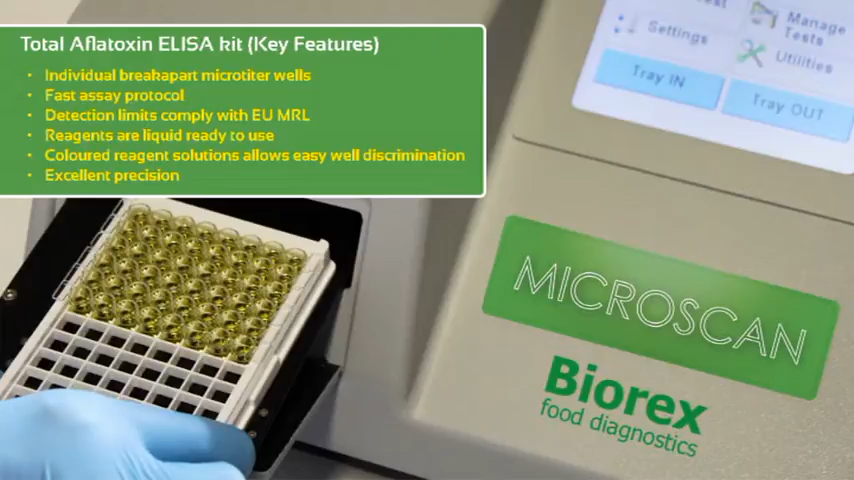 Total Aflatoxin ELISA kit (Key Features)
• Individual breakapart microtiter wells
• Fast assay protocol
• Detection limits comply with EU MRL
• Reagents are liquid ready to use
• Coloured reagent solutions allows easy well discrimination
• Excellent precision
Manage
Tests
Settings
Utilities
Tray IN
Tray OUT
MICROSCAN
Biorex
food diagnostics